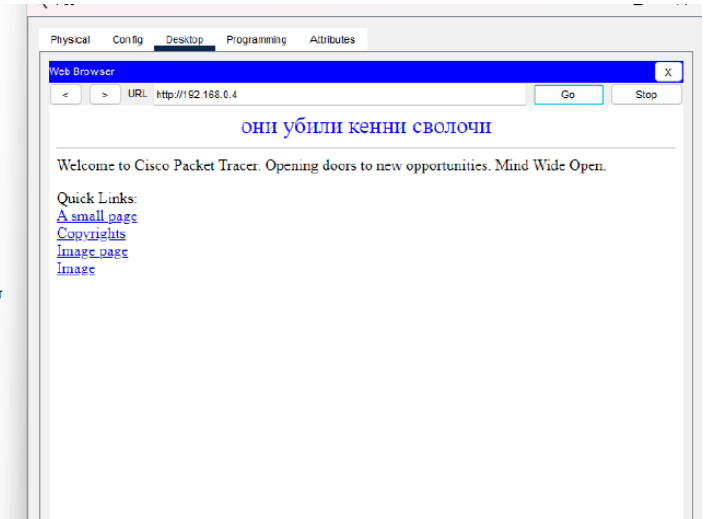 Physical Config Desktop Programming Attributes
Web Browser X
< > URL http://192.168.0.4 Go Stop
они убили кенни сволочи
Welcome to Cisco Packet Tracer. Opening doors to new opportunities. Mind Wide Open.
Quick Links:
A small page
Copyrights
Image page
Image